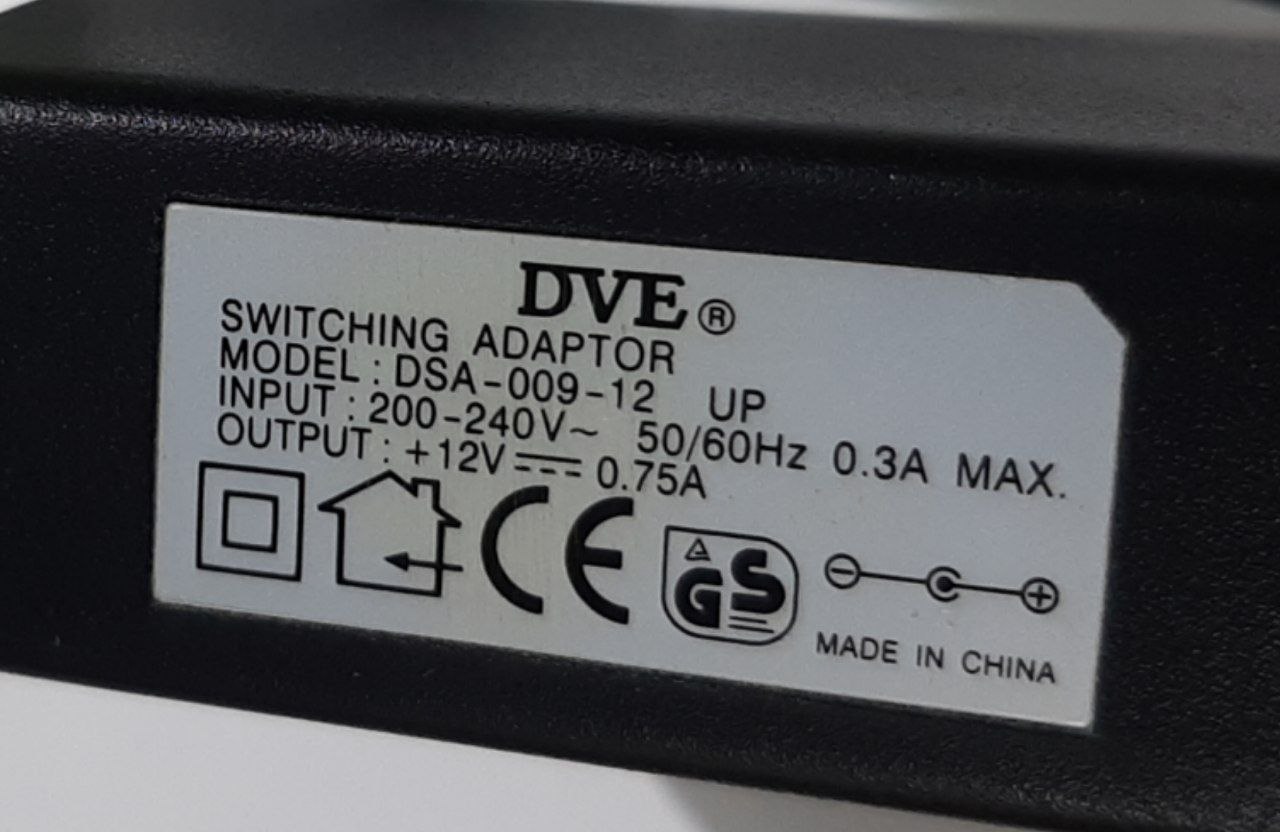 DVE®
SWITCHING ADAPTOR
MODEL : DSA-009-12 UP
INPUT : 200-240V~ 50/60Hz 0.3A MAX.
OUTPUT : +12V⎓ 0.75A
CE GS
MADE IN CHINA